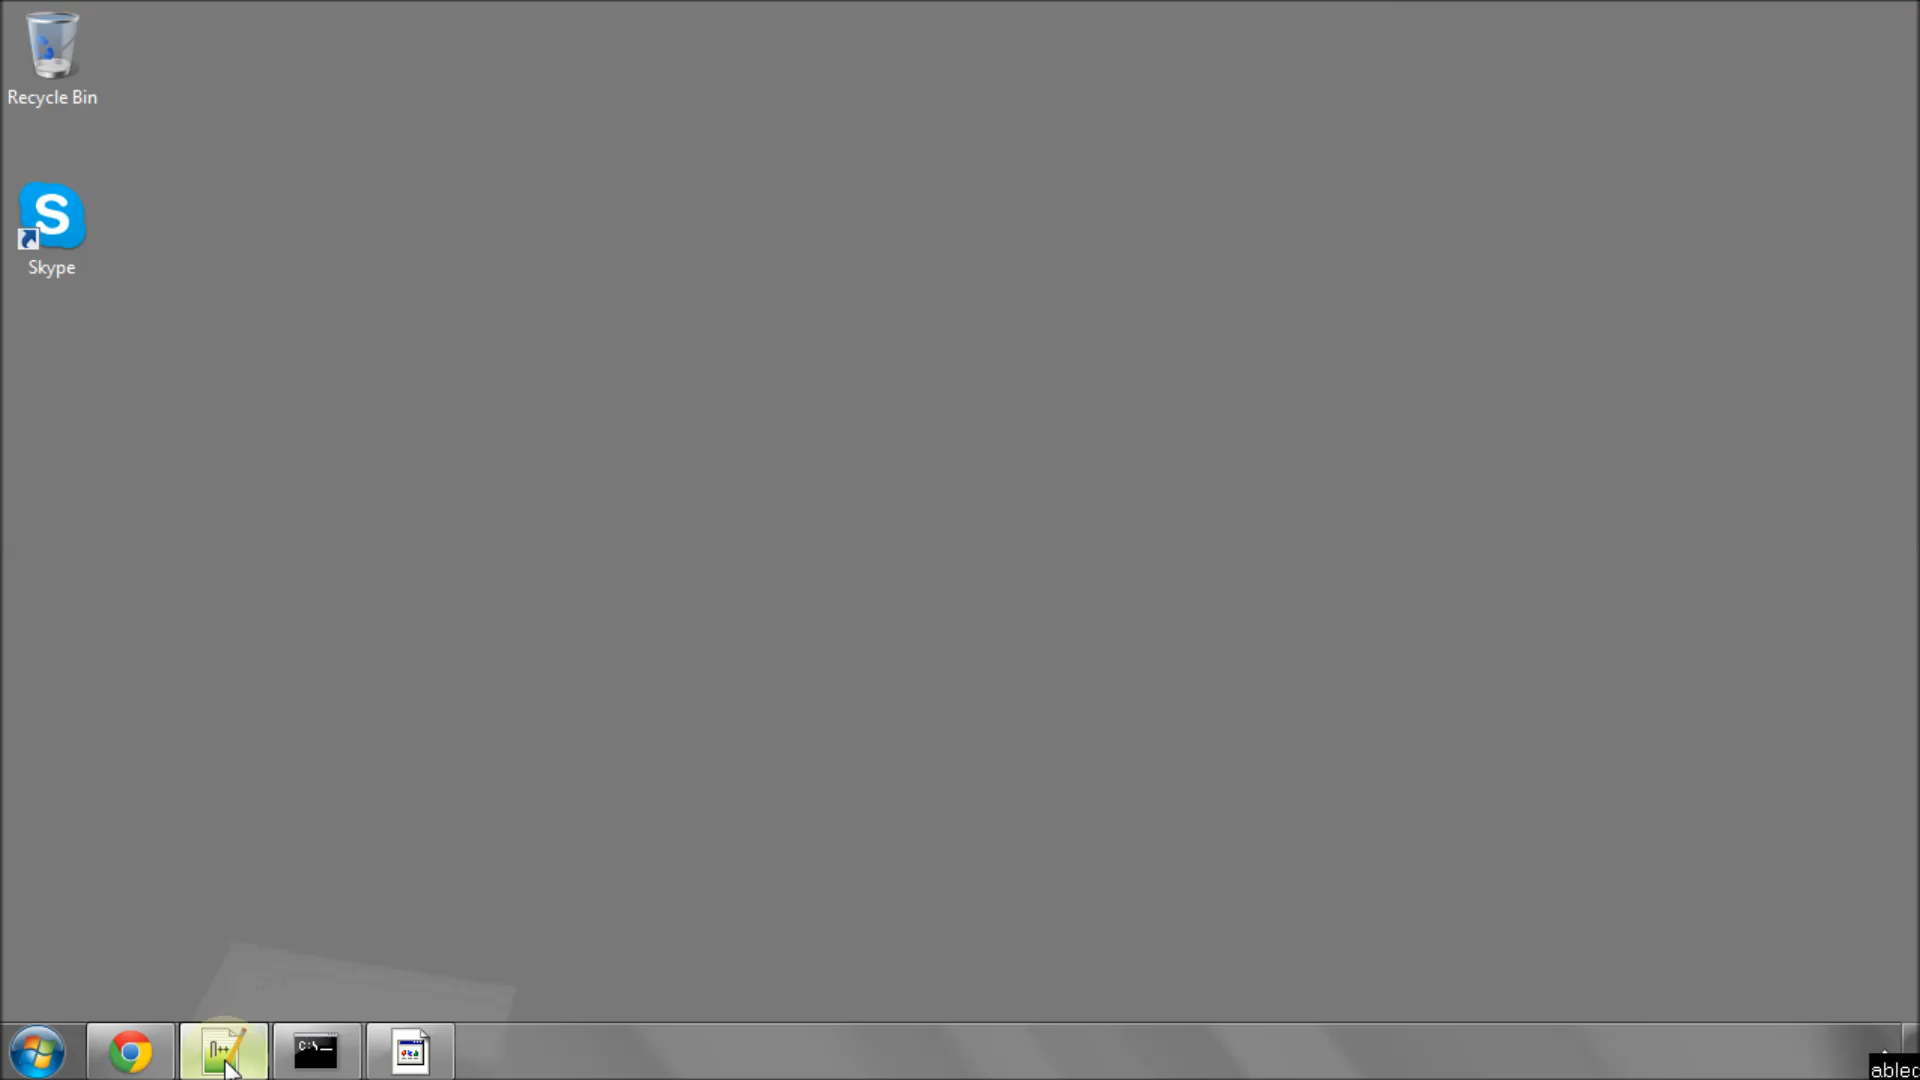 Recycle Bin
S
Skype
n++
C:\
ablec